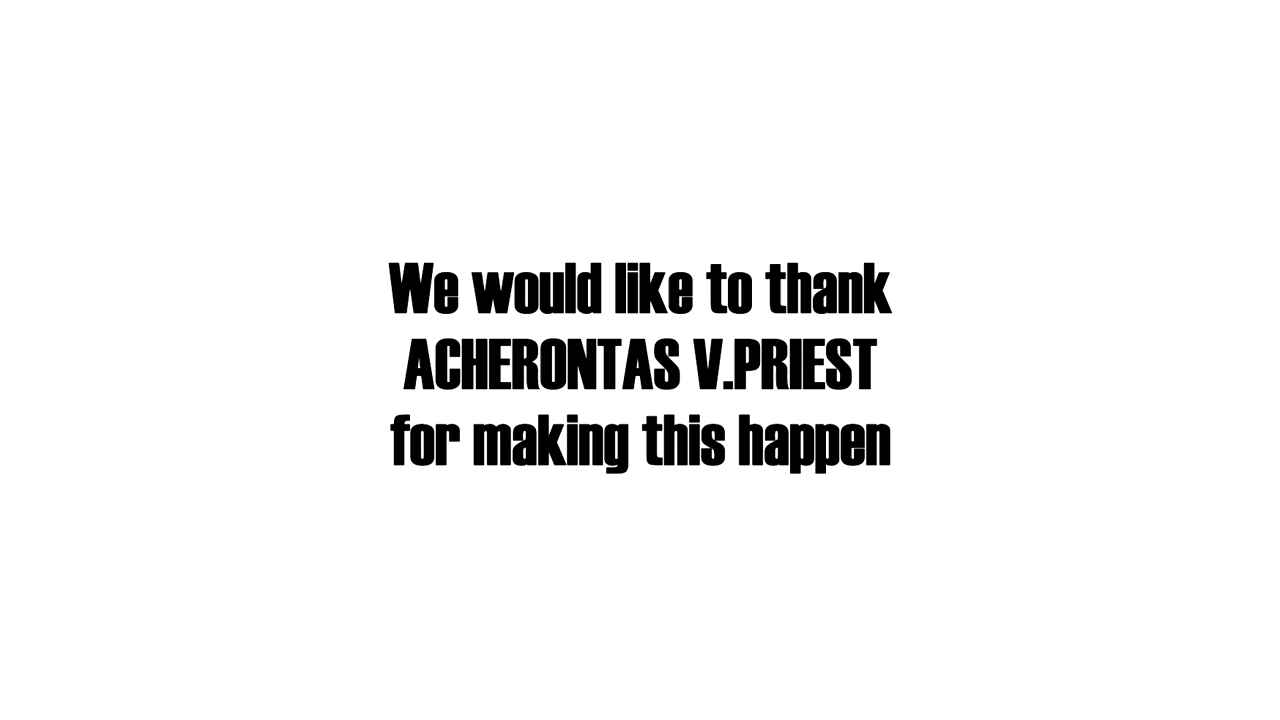 We would like to thank
ACHERONTAS V.PRIEST
for making this happen